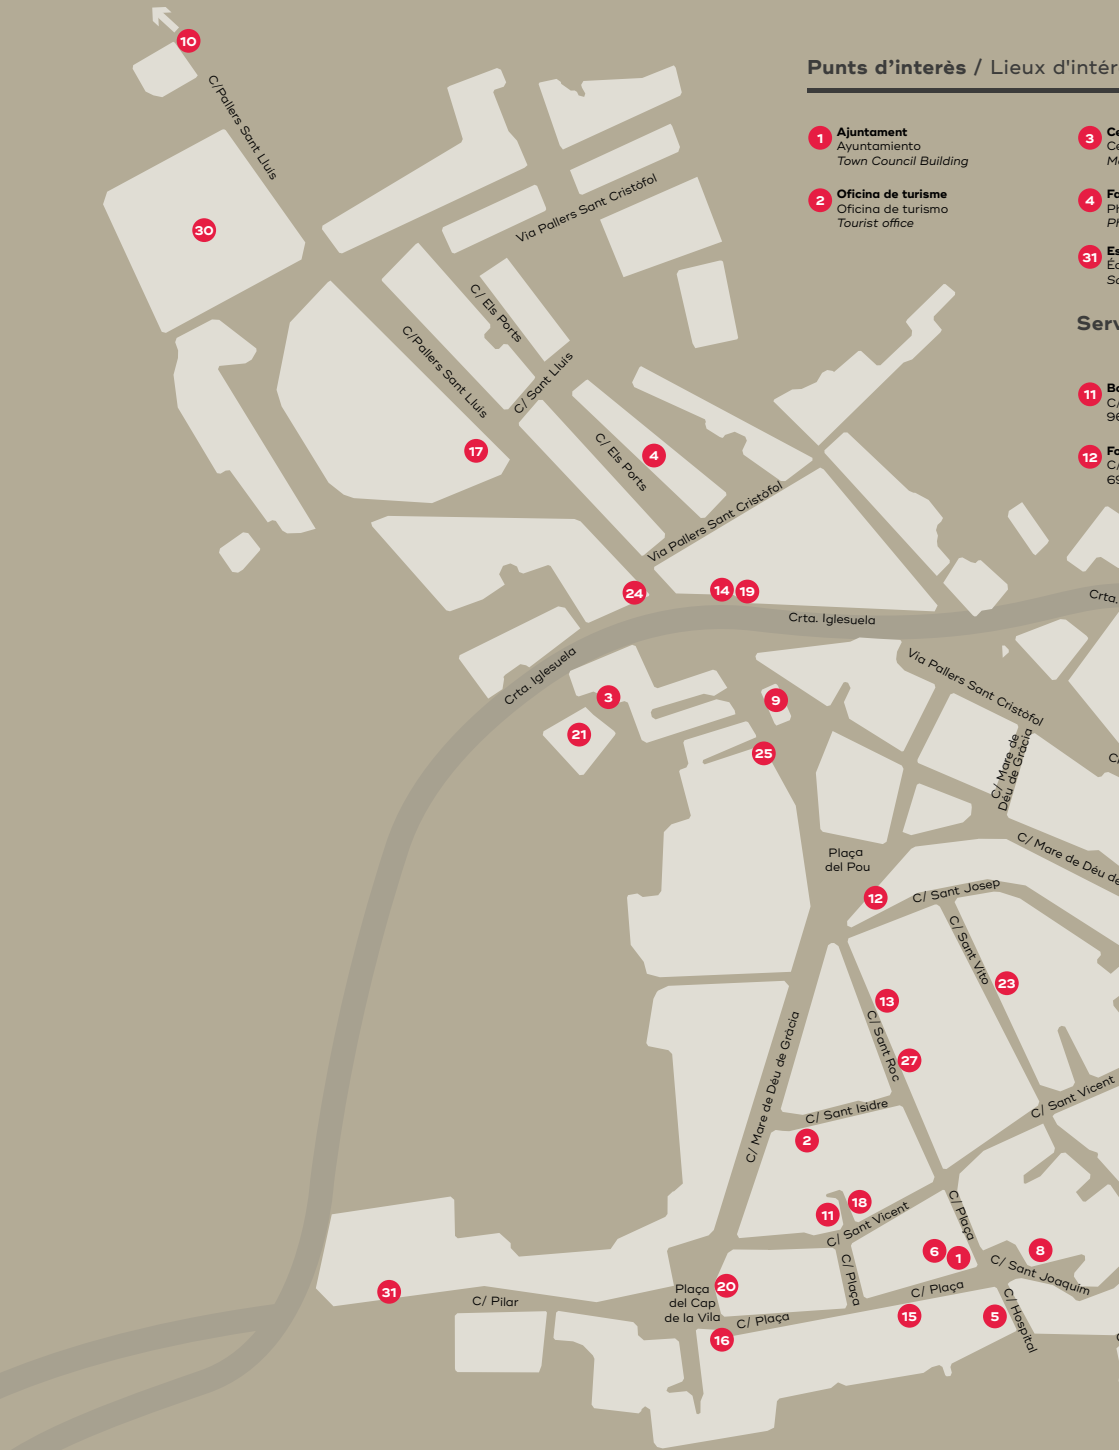 10
C/Pallers Sant Lluis
30
Punts d'interès / Lieux d'intér
1 Ajuntament
Ayuntamiento
Town Council Building
2 Oficina de turisme
Oficina de turismo
Tourist office
3
4
31
Serv
11
C/
96
12
C/
69
Via Pallers Sant Cristòfol
C/ Els Ports
C/Pallers Sant Lluis
C/ Sant Lluis
C/ Els Ports
17
4
Via Pallers Sant Cristòfol
24
14
19
Crta. Iglesuela
Crta.
Crta. Iglesuela
Via Pallers Sant Cristòfol
3
9
21
25
C/ Mare de
Déu de Gràcia
Plaça
del Pou
C/ Mare de Déu de
12
C/ Sant Josep
C/ Sant Vito
23
13
C/ Sant Roc
27
C/ Mare de Déu de Gràcia
C/ Sant Isidre
C/ Sant Vicent
2
18
11
C/ Sant Vicent
C/ Plaça
6
1
8
C/ Sant Joaquim
C/ Plaça
C/ Plaça
31
C/ Pilar
Plaça
del Cap
de la Vila
20
C/ Plaça
16
15
5
C/ Hospital